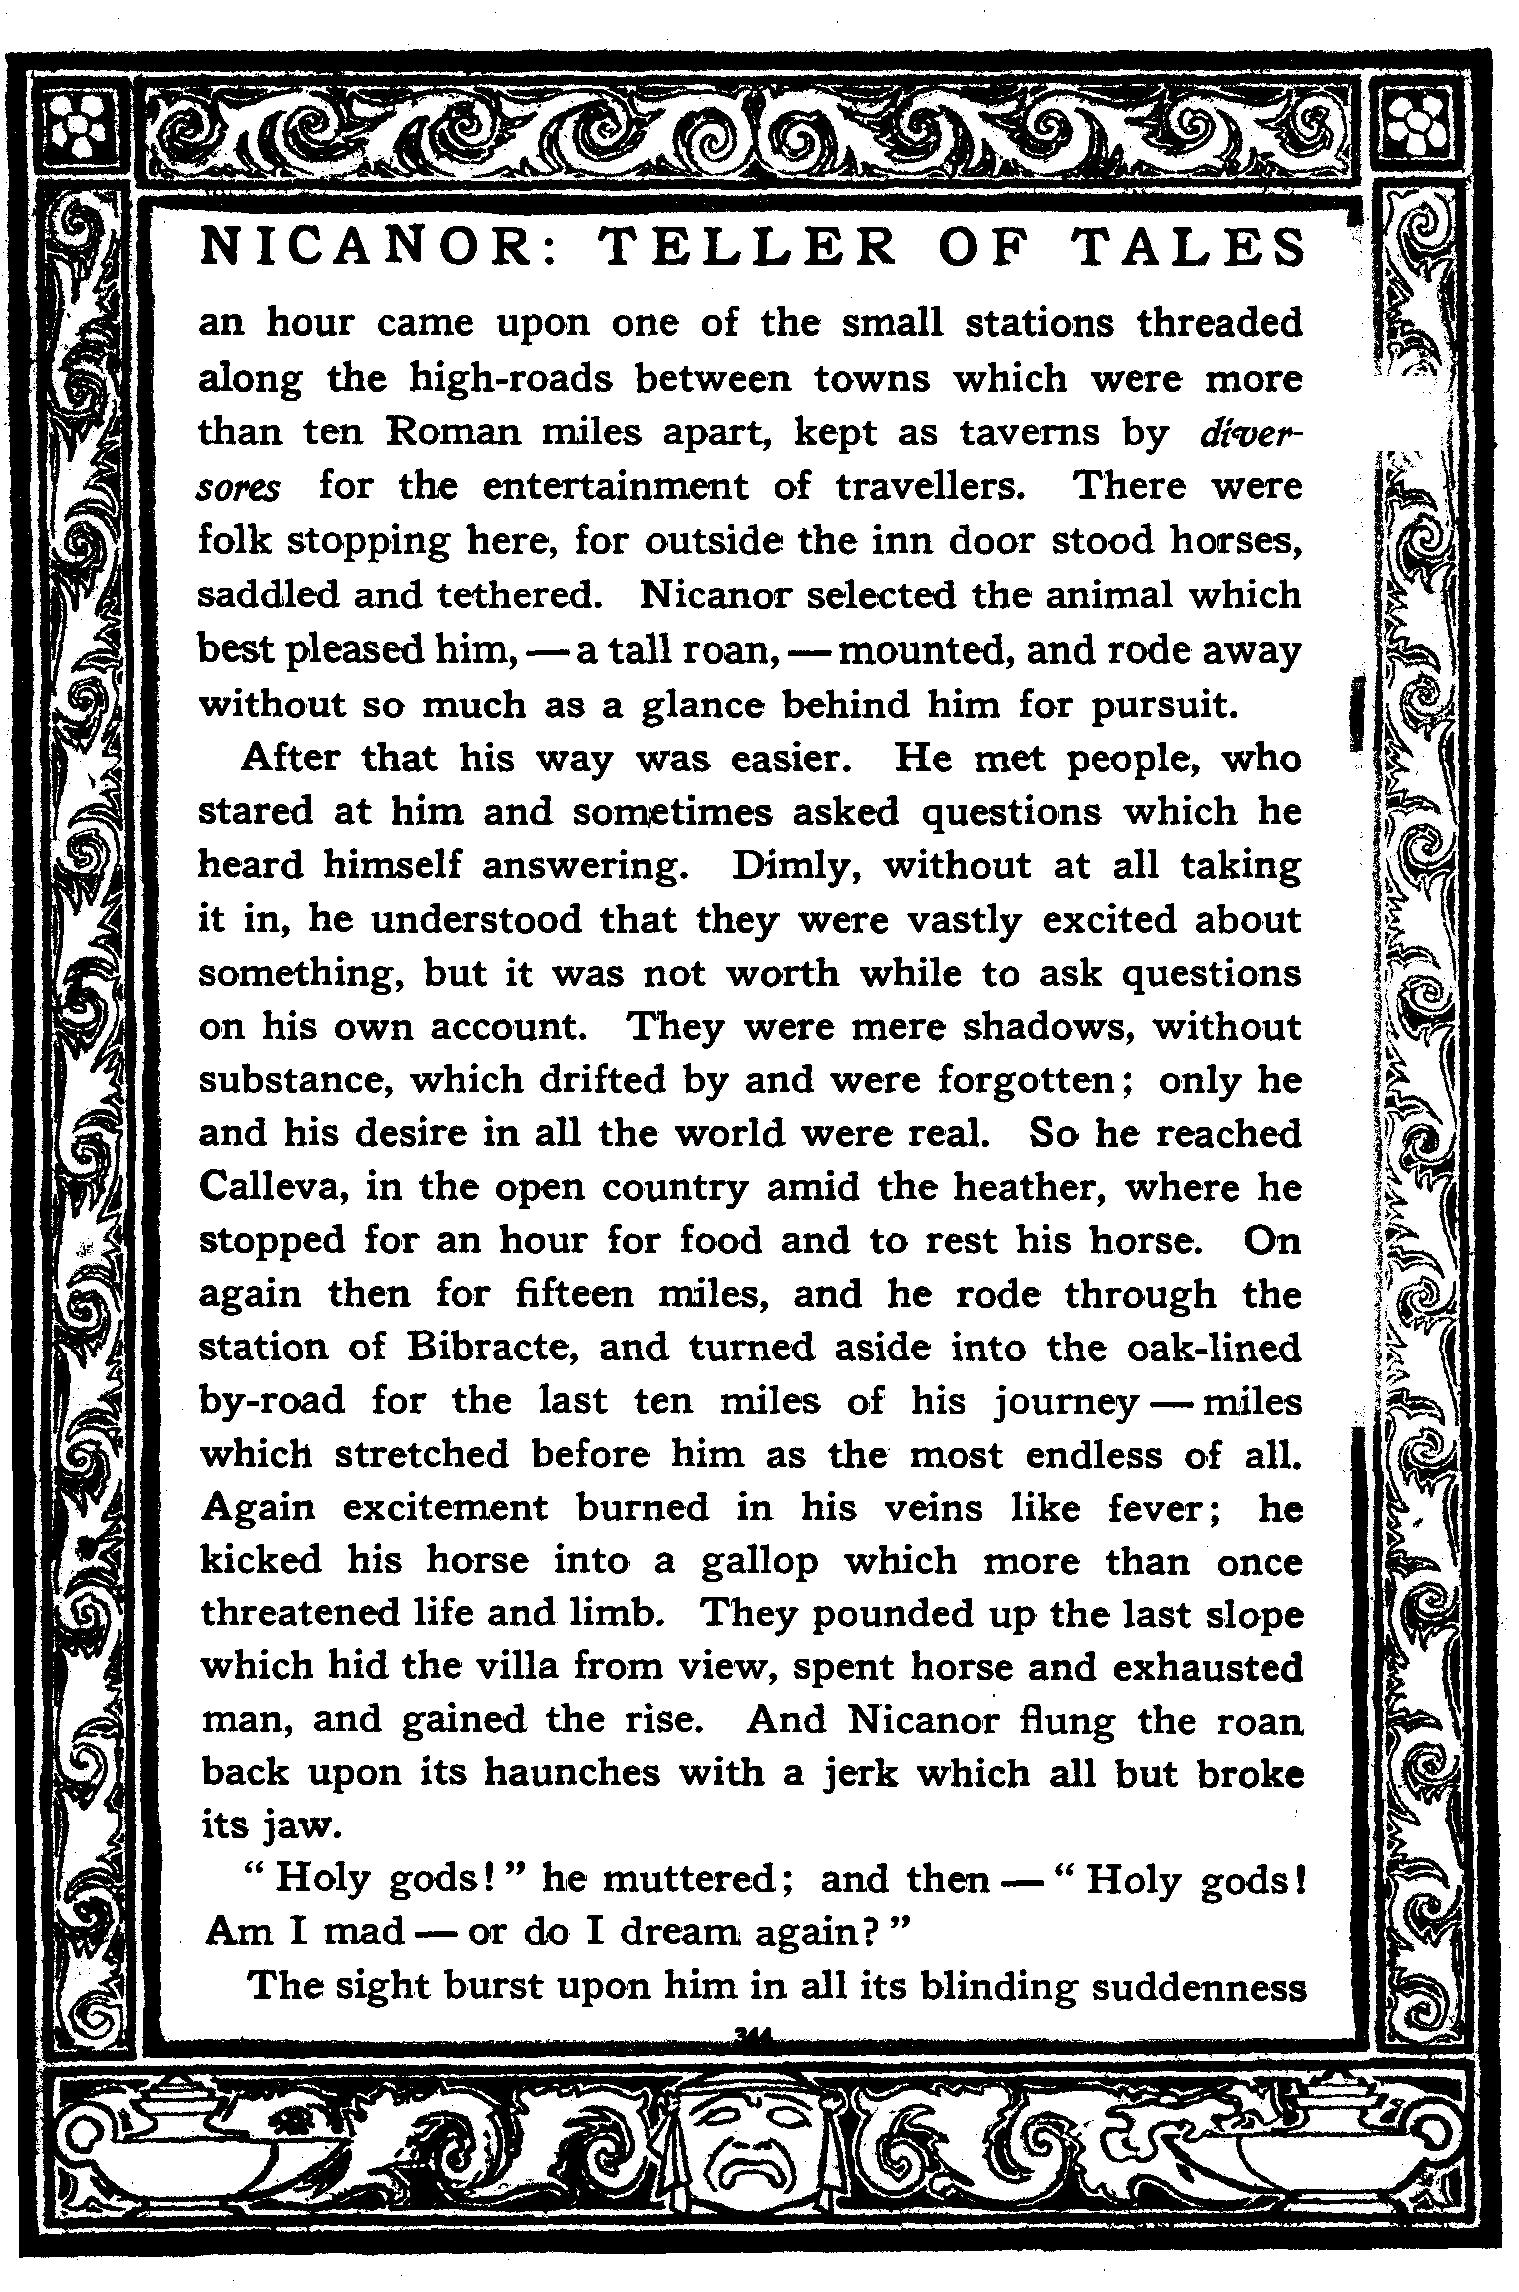 NICANOR: TELLER OF TALES
an hour came upon one of the small stations threaded
along the high-roads between towns which were more
than ten Roman miles apart, kept as taverns by diver-
sores for the entertainment of travellers. There were
folk stopping here, for outside the inn door stood horses,
saddled and tethered. Nicanor selected the animal which
best pleased him, — a tall roan, — mounted, and rode away
without so much as a glance behind him for pursuit.
After that his way was easier. He met people, who
stared at him and sometimes asked questions which he
heard himself answering. Dimly, without at all taking
it in, he understood that they were vastly excited about
something, but it was not worth while to ask questions
on his own account. They were mere shadows, without
substance, which drifted by and were forgotten; only he
and his desire in all the world were real. So he reached
Calleva, in the open country amid the heather, where he
stopped for an hour for food and to rest his horse. On
again then for fifteen miles, and he rode through the
station of Bibracte, and turned aside into the oak-lined
by-road for the last ten miles of his journey — miles
which stretched before him as the most endless of all.
Again excitement burned in his veins like fever; he
kicked his horse into a gallop which more than once
threatened life and limb. They pounded up the last slope
which hid the villa from view, spent horse and exhausted
man, and gained the rise. And Nicanor flung the roan
back upon its haunches with a jerk which all but broke
its jaw.
“Holy gods!” he muttered; and then — “Holy gods!
Am I mad — or do I dream again?”
The sight burst upon him in all its blinding suddenness
344